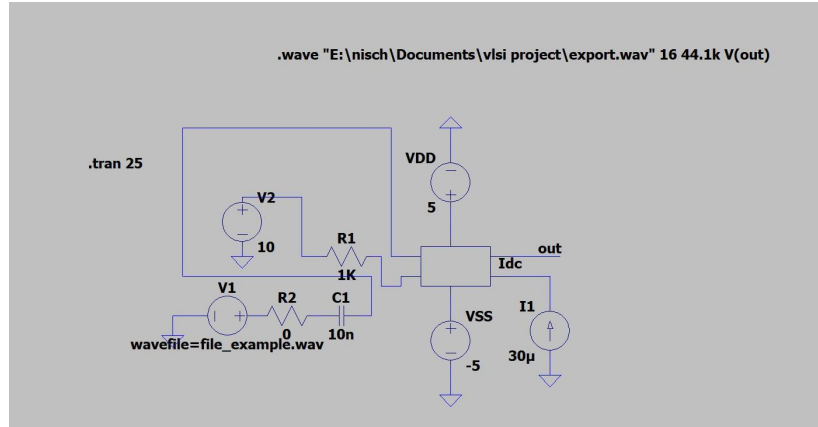 .wave "E:\nisch\Documents\vlsi project\export.wav" 16 44.1k V(out)
.tran 25
VDD
5
V2
10
R1
1K
out
Idc
V1
R2
0
C1
10n
wavefile=file_example.wav
VSS
-5
I1
30µ